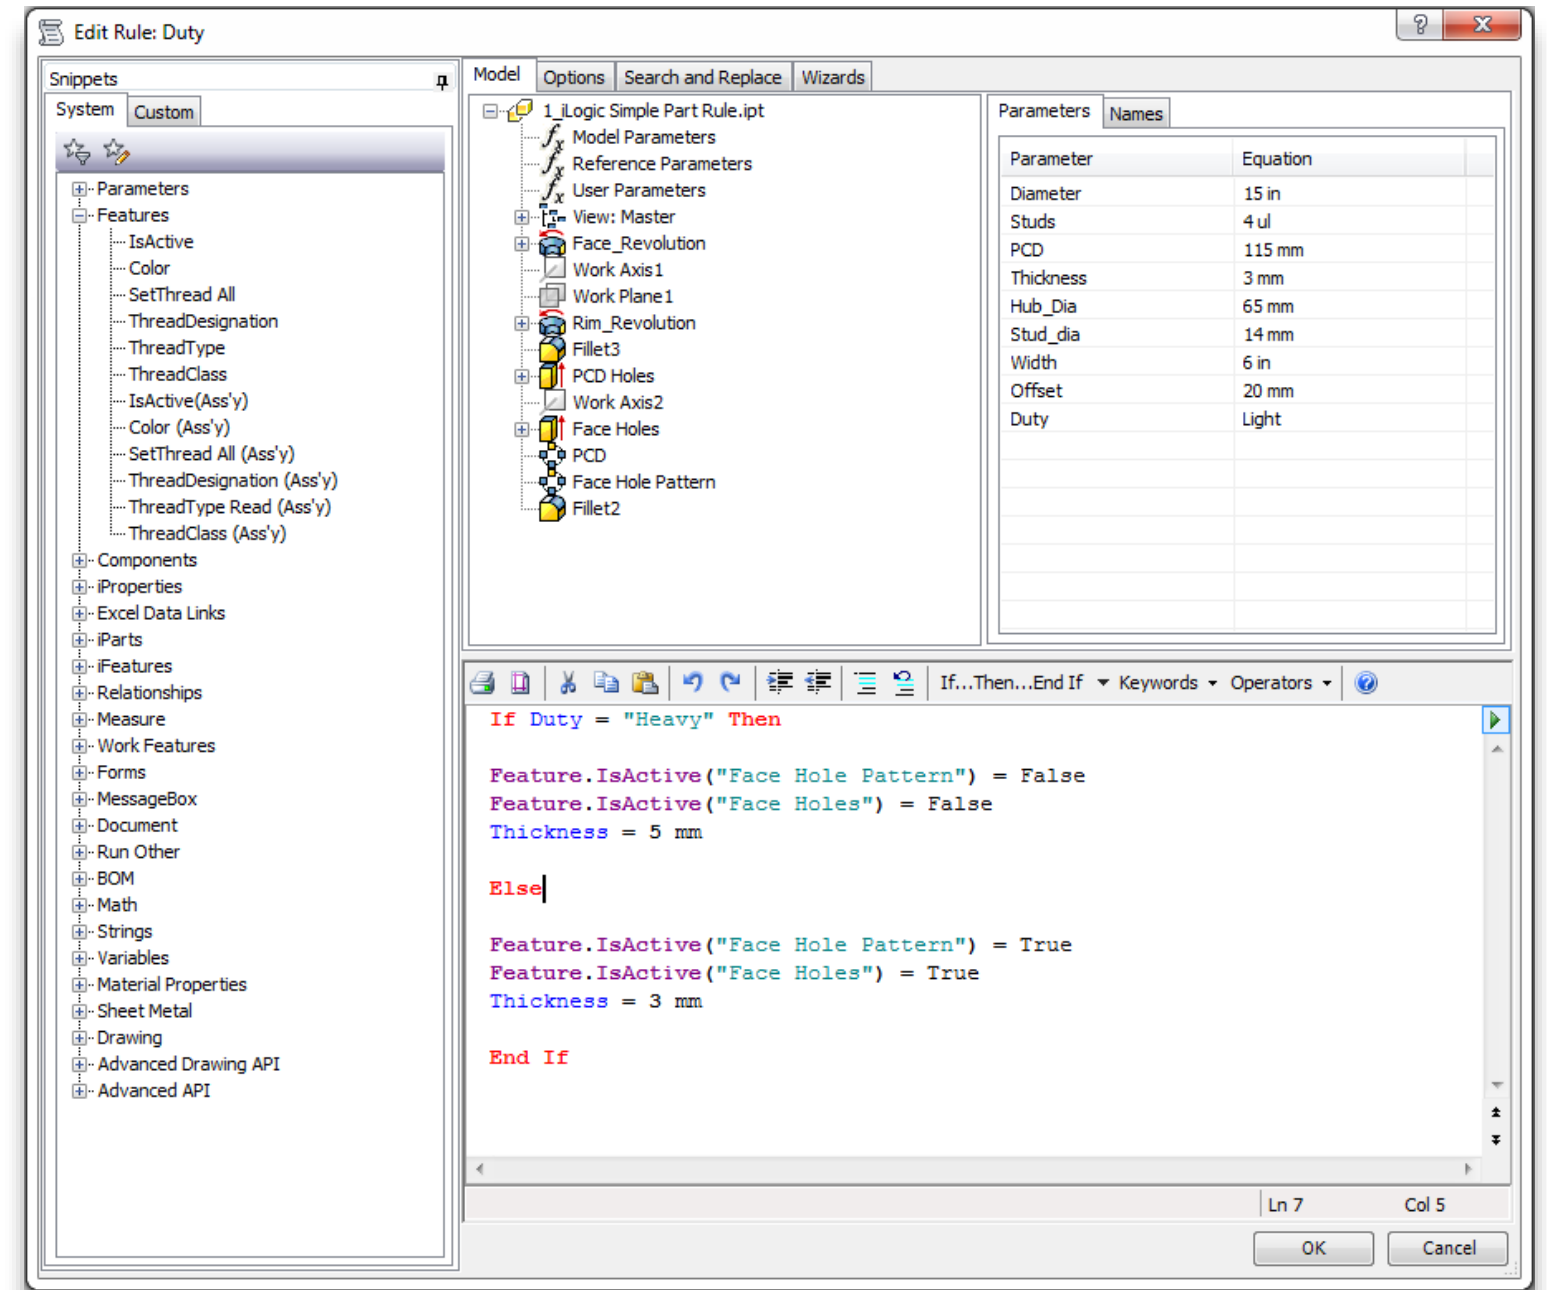 Edit Rule: Duty
Snippets
System Custom
Parameters
Features
IsActive
Color
SetThread All
ThreadDesignation
ThreadType
ThreadClass
IsActive(Ass'y)
Color (Ass'y)
SetThread All (Ass'y)
ThreadDesignation (Ass'y)
ThreadType Read (Ass'y)
ThreadClass (Ass'y)
Components
iProperties
Excel Data Links
iParts
iFeatures
Relationships
Measure
Work Features
Forms
MessageBox
Document
Run Other
BOM
Math
Strings
Variables
Material Properties
Sheet Metal
Drawing
Advanced Drawing API
Advanced API
Model Options Search and Replace Wizards
1_iLogic Simple Part Rule.ipt
Model Parameters
Reference Parameters
User Parameters
View: Master
Face_Revolution
Work Axis1
Work Plane1
Rim_Revolution
Fillet3
PCD Holes
Work Axis2
Face Holes
PCD
Face Hole Pattern
Fillet2
Parameters Names
Parameter Equation
Diameter 15 in
Studs 4 ul
PCD 115 mm
Thickness 3 mm
Hub_Dia 65 mm
Stud_dia 14 mm
Width 6 in
Offset 20 mm
Duty Light
If...Then...End If Keywords Operators
If Duty = "Heavy" Then
Feature.IsActive("Face Hole Pattern") = False
Feature.IsActive("Face Holes") = False
Thickness = 5 mm
Else
Feature.IsActive("Face Hole Pattern") = True
Feature.IsActive("Face Holes") = True
Thickness = 3 mm
End If
Ln 7 Col 5
OK Cancel